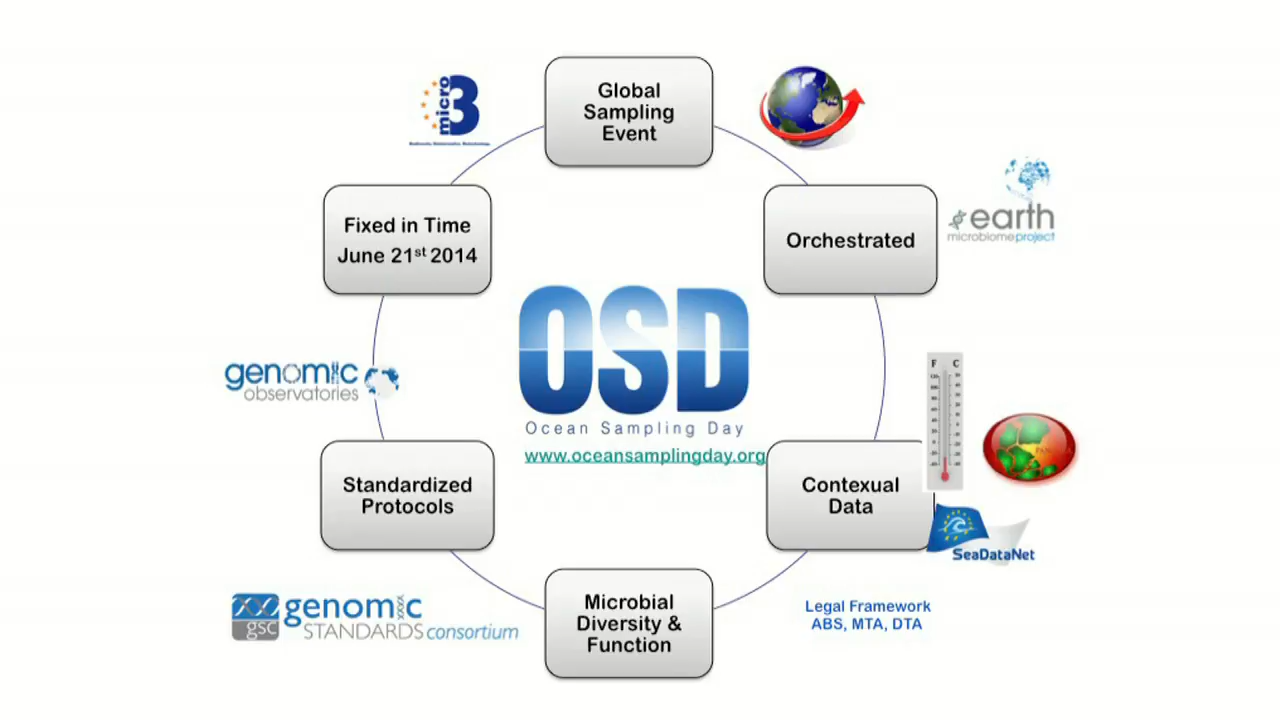 Global
Sampling
Event
micro
3
Fixed in Time
June 21st 2014
Orchestrated
earth
microbiomeproject
OSD
Ocean Sampling Day
www.oceansamplingday.org
genomic
observatories
F C
Standardized
Protocols
Contexual
Data
SeaDataNet
Microbial
Diversity &
Function
genomic
STANDARDS consortium
gsc
Legal Framework
ABS, MTA, DTA